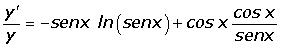 y'/y = -senx ln(senx) + cos x cos x/senx